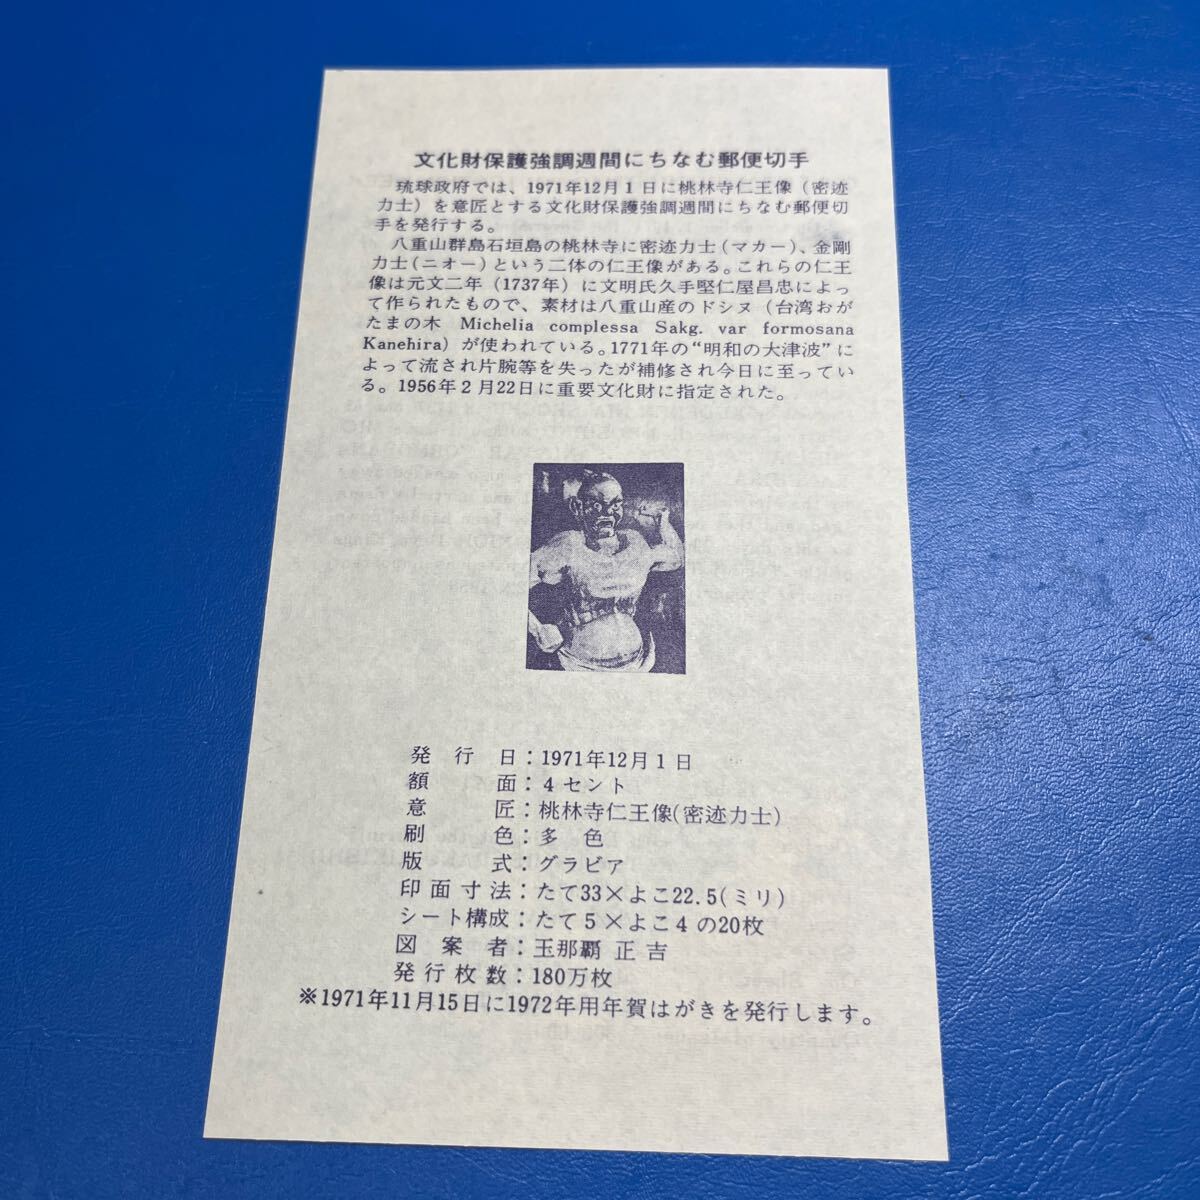 文化財保護強調週間にちなむ郵便切手
琉球政府では、1971年12月1日に桃林寺仁王像(密迹
力士)を意匠とする文化財保護強調週間にちなむ郵便切
手を発行する。
八重山群島石垣島の桃林寺に密迹力士(マカー)、金剛
力士(ニオー)という二体の仁王像がある。これらの仁王
像は元文二年(1737年)に文明氏久手堅仁屋昌忠によっ
て作られたもので、素材は八重山産のドシヌ(台湾おが
たまの木 Michelia complessa Sakg. var formosana
Kanehira)が使われている。1771年の“明和の大津波”に
よって流され片腕等を失ったが補修され今日に至ってい
る。1956年2月22日に重要文化財に指定された。
発行日:1971年12月1日
額面:4セント
意匠:桃林寺仁王像(密迹力士)
刷色:多色
版式:グラビア
印面寸法:たて33×よこ22.5(ミリ)
シート構成:たて5×よこ4の20枚
図案者:玉那覇 正吉
発行枚数:180万枚
※1971年11月15日に1972年用年賀はがきを発行します。